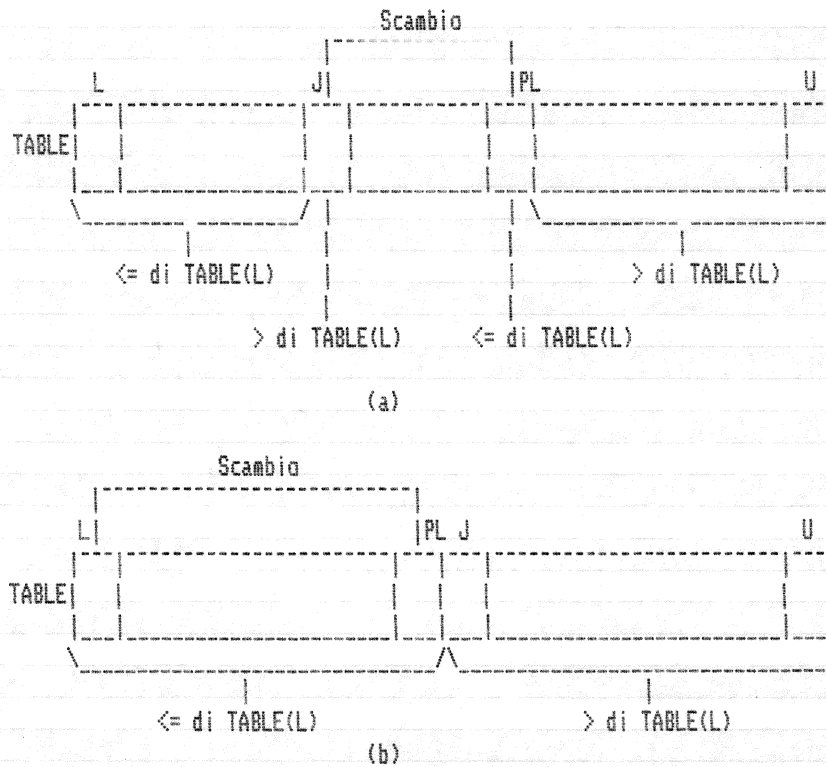 Scambio
L J PL U
TABLE
<= di TABLE(L) > di TABLE(L)
> di TABLE(L) <= di TABLE(L)
(a)
Scambio
L PL J U
TABLE
<= di TABLE(L) > di TABLE(L)
(b)